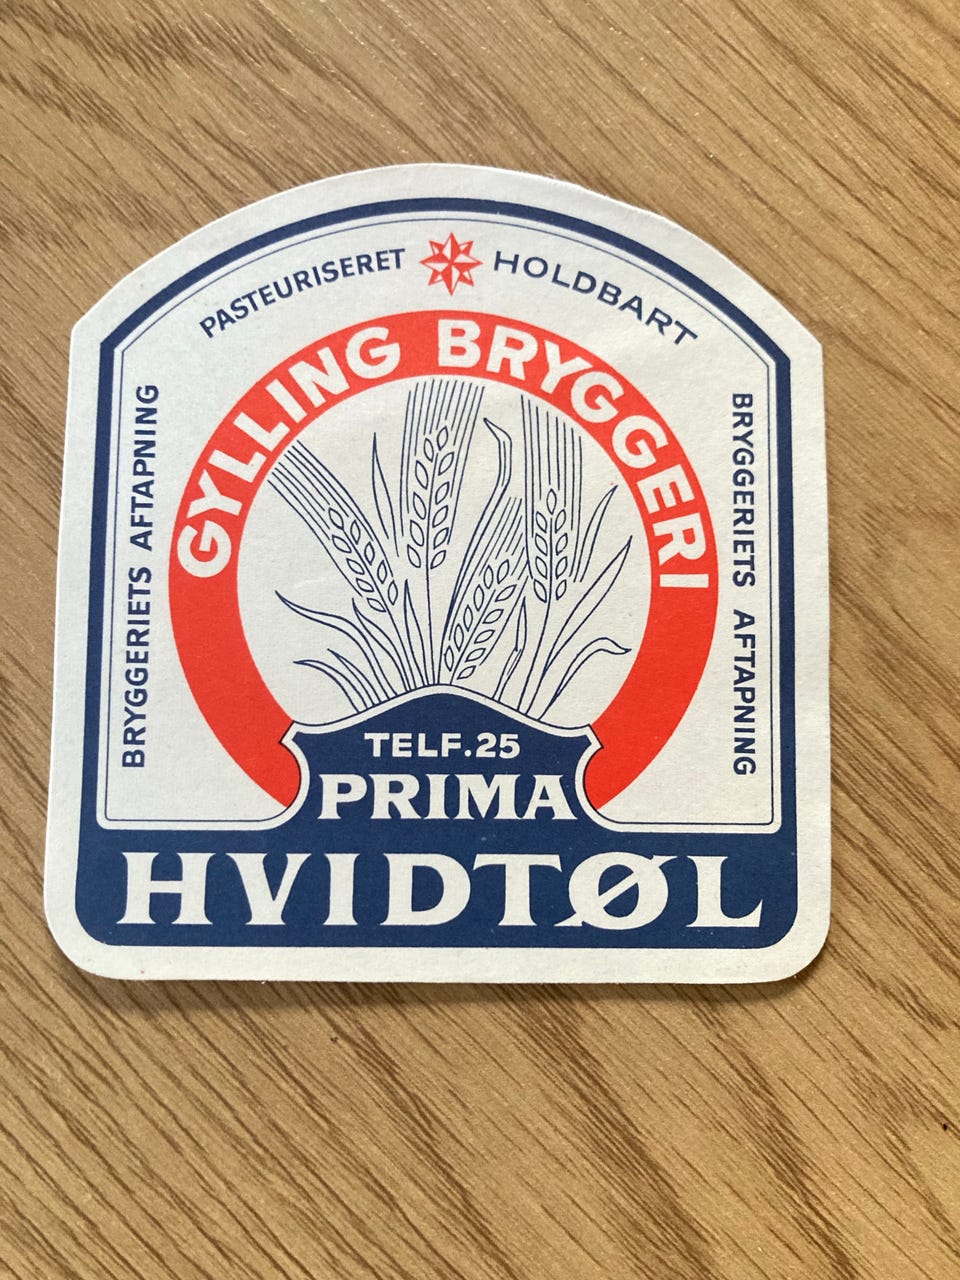 PASTEURISERET HOLDBART
GYLLING BRYGGERI
BRYGGERIETS AFTAPNING
BRYGGERIETS AFTAPNING
TELF.25
PRIMA
HVIDTØL